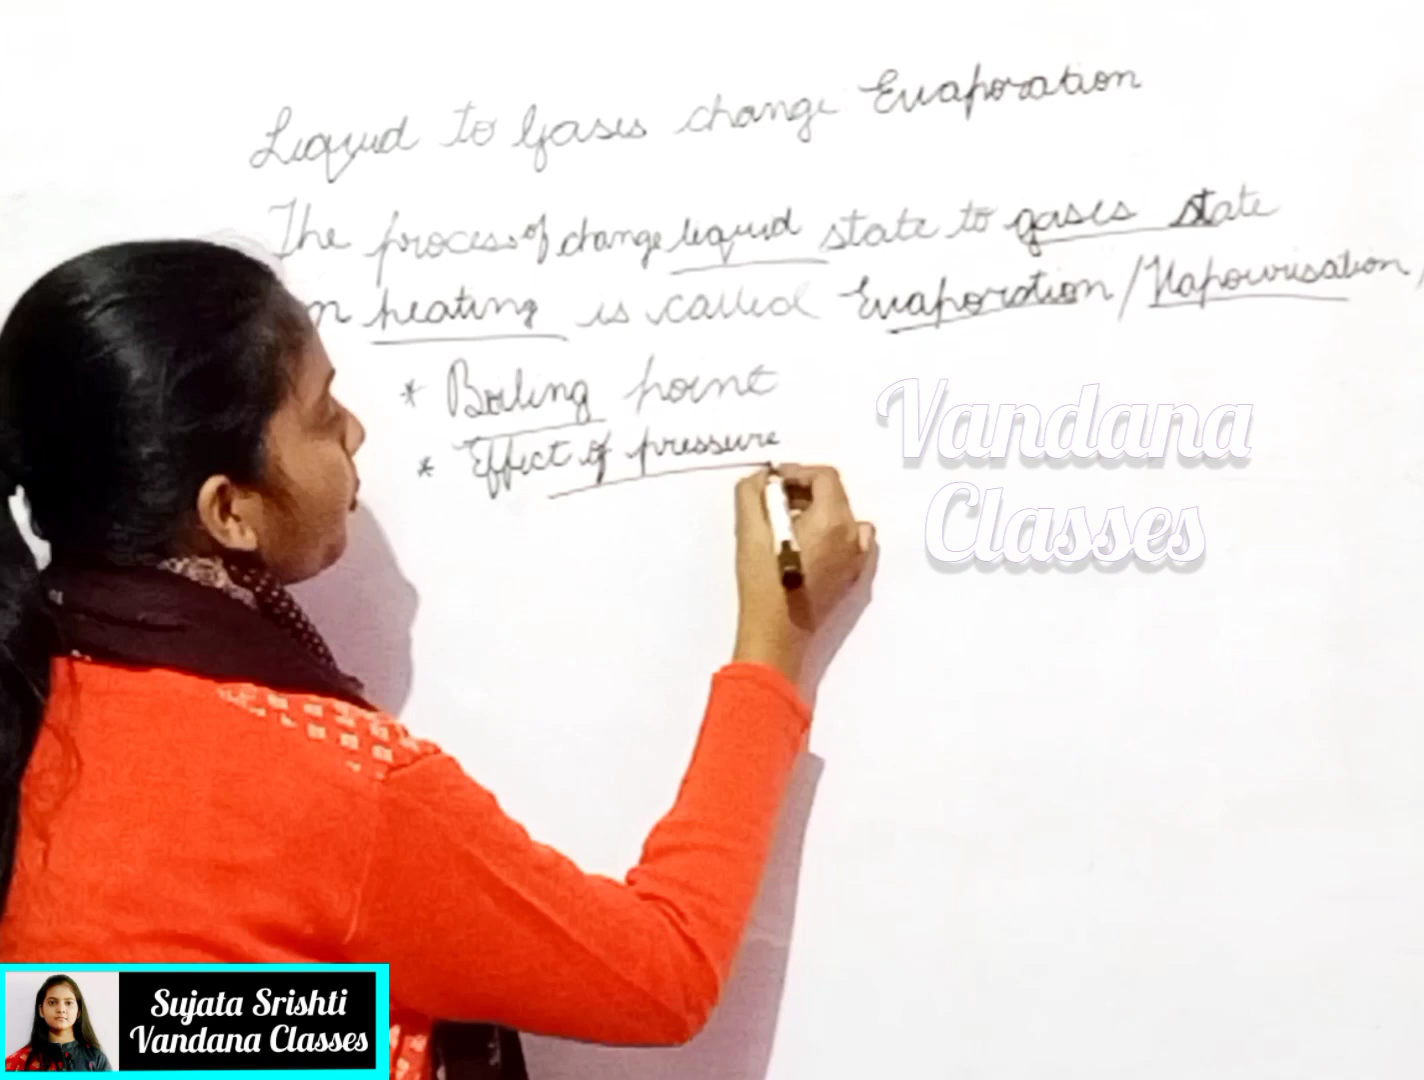 Liquid to Gases change Evaporation
The process of change liquid state to gases state
on heating is called Evaporation / Vapourisation,
* Boiling point
* Effect of pressure
Vandana
Classes
Sujata Srishti
Vandana Classes